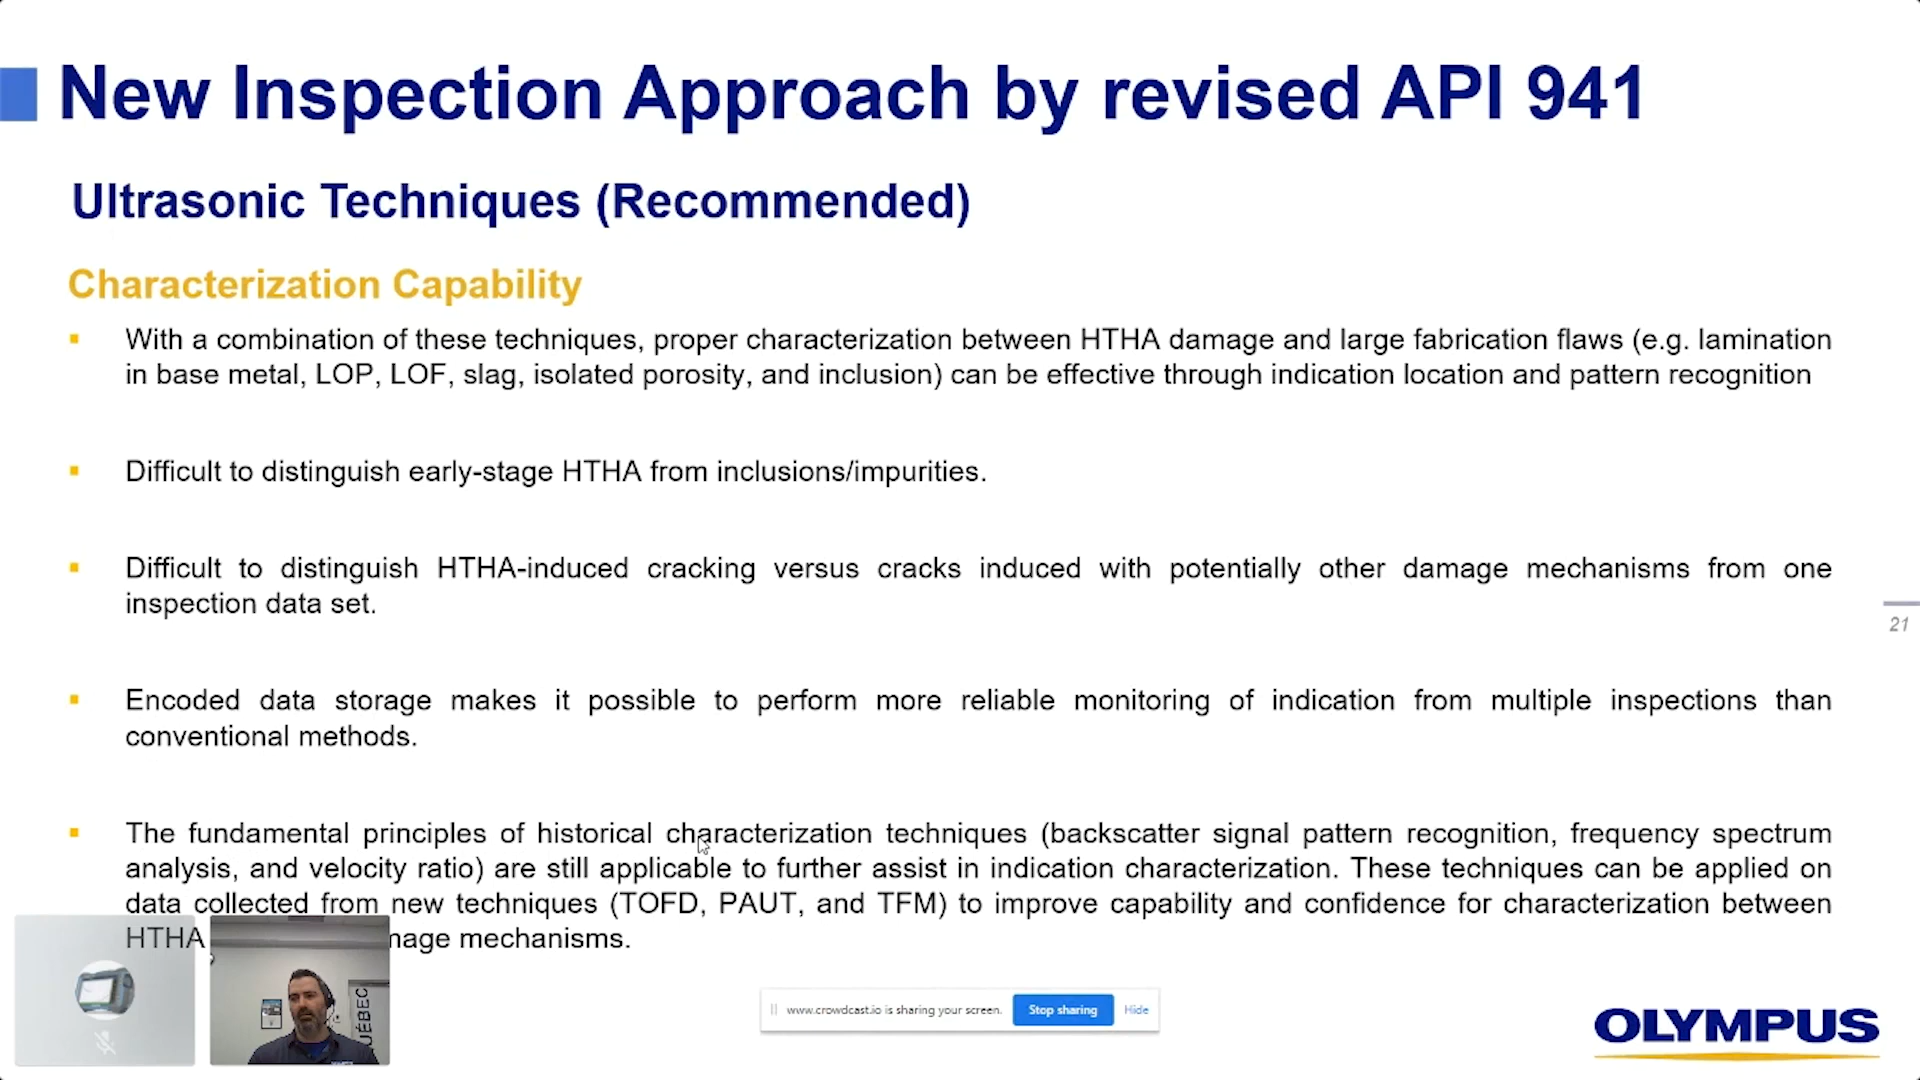 New Inspection Approach by revised API 941
Ultrasonic Techniques (Recommended)
Characterization Capability
With a combination of these techniques, proper characterization between HTHA damage and large fabrication flaws (e.g. lamination
in base metal, LOP, LOF, slag, isolated porosity, and inclusion) can be effective through indication location and pattern recognition
Difficult to distinguish early-stage HTHA from inclusions/impurities.
Difficult to distinguish HTHA-induced cracking versus cracks induced with potentially other damage mechanisms from one
inspection data set.
21
Encoded data storage makes it possible to perform more reliable monitoring of indication from multiple inspections than
conventional methods.
The fundamental principles of historical characterization techniques (backscatter signal pattern recognition, frequency spectrum
analysis, and velocity ratio) are still applicable to further assist in indication characterization. These techniques can be applied on
data collected from new techniques (TOFD, PAUT, and TFM) to improve capability and confidence for characterization between
HTHA mage mechanisms.
UÉBEC
www.crowdcast.io is sharing your screen. Stop sharing Hide
OLYMPUS